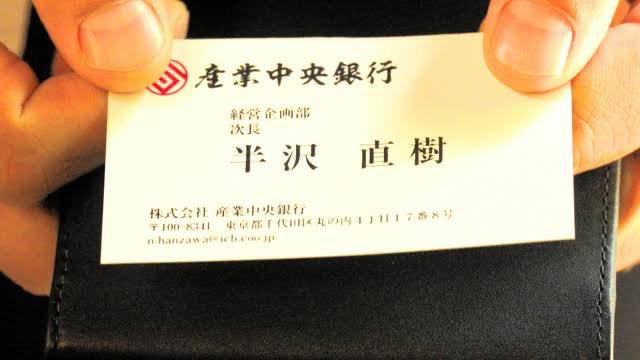 産業中央銀行
経営企画部
次長
半沢 直樹
株式会社 産業中央銀行
〒100-8341 東京都千代田区丸の内4丁目17番8号
n-hanzawa@icb.coo.jp